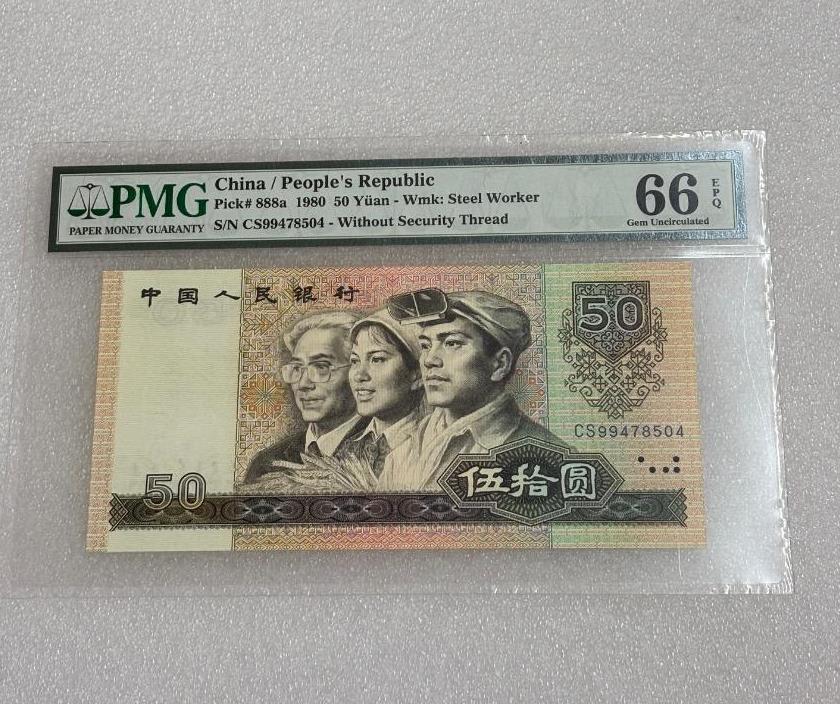 PMG
PAPER MONEY GUARANTY
China / People's Republic
Pick# 888a 1980 50 Yüan - Wmk: Steel Worker
S/N CS99478504 - Without Security Thread
66 EPQ
Gem Uncirculated
中国人民银行
50
CS99478504
50
伍拾圆